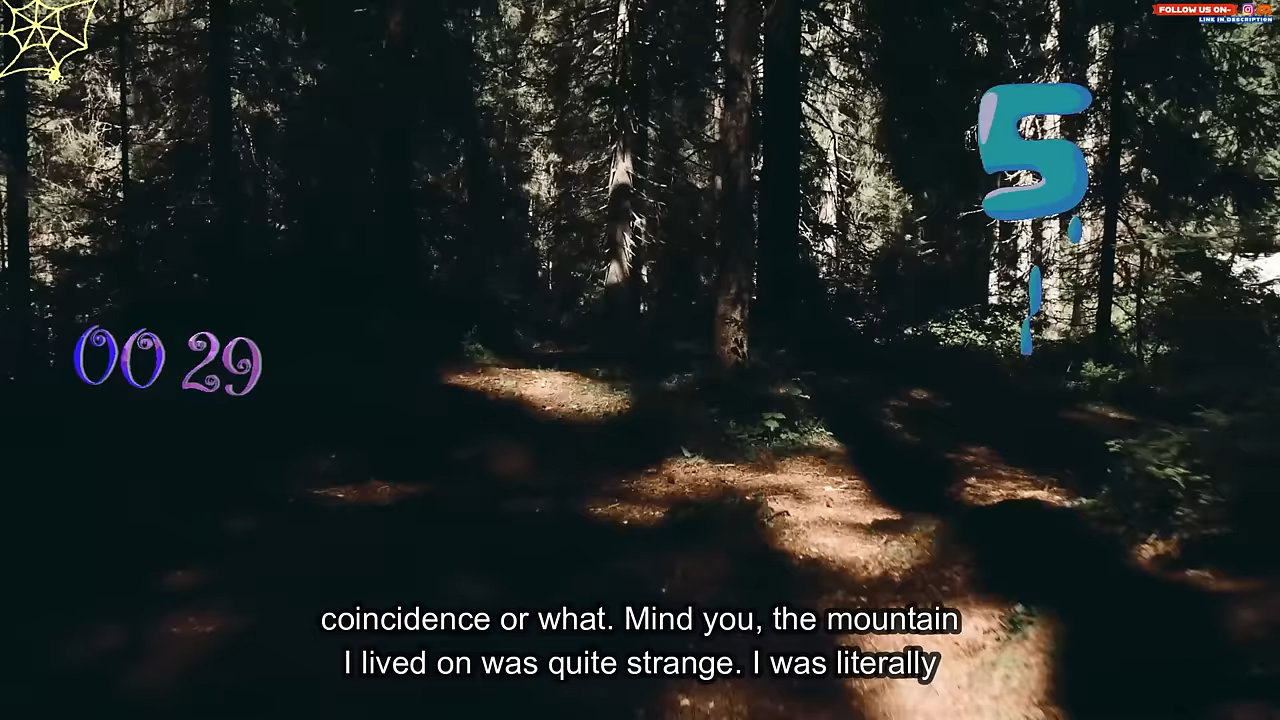 FOLLOW US ON-
LINK IN DESCRIPTION
5
00 29
coincidence or what. Mind you, the mountain
I lived on was quite strange. I was literally